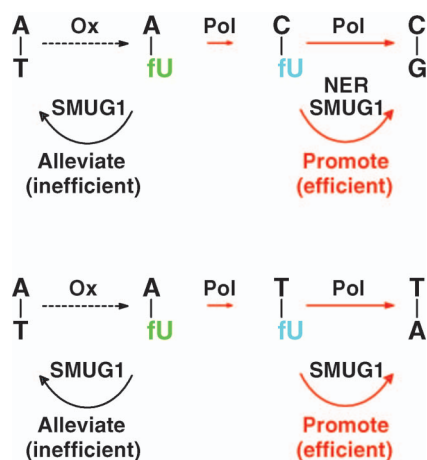 A Ox A Pol C Pol C
T fU fU G
SMUG1 NER
SMUG1
Alleviate Promote
(inefficient) (efficient)
A Ox A Pol T Pol T
T fU fU A
SMUG1 SMUG1
Alleviate Promote
(inefficient) (efficient)